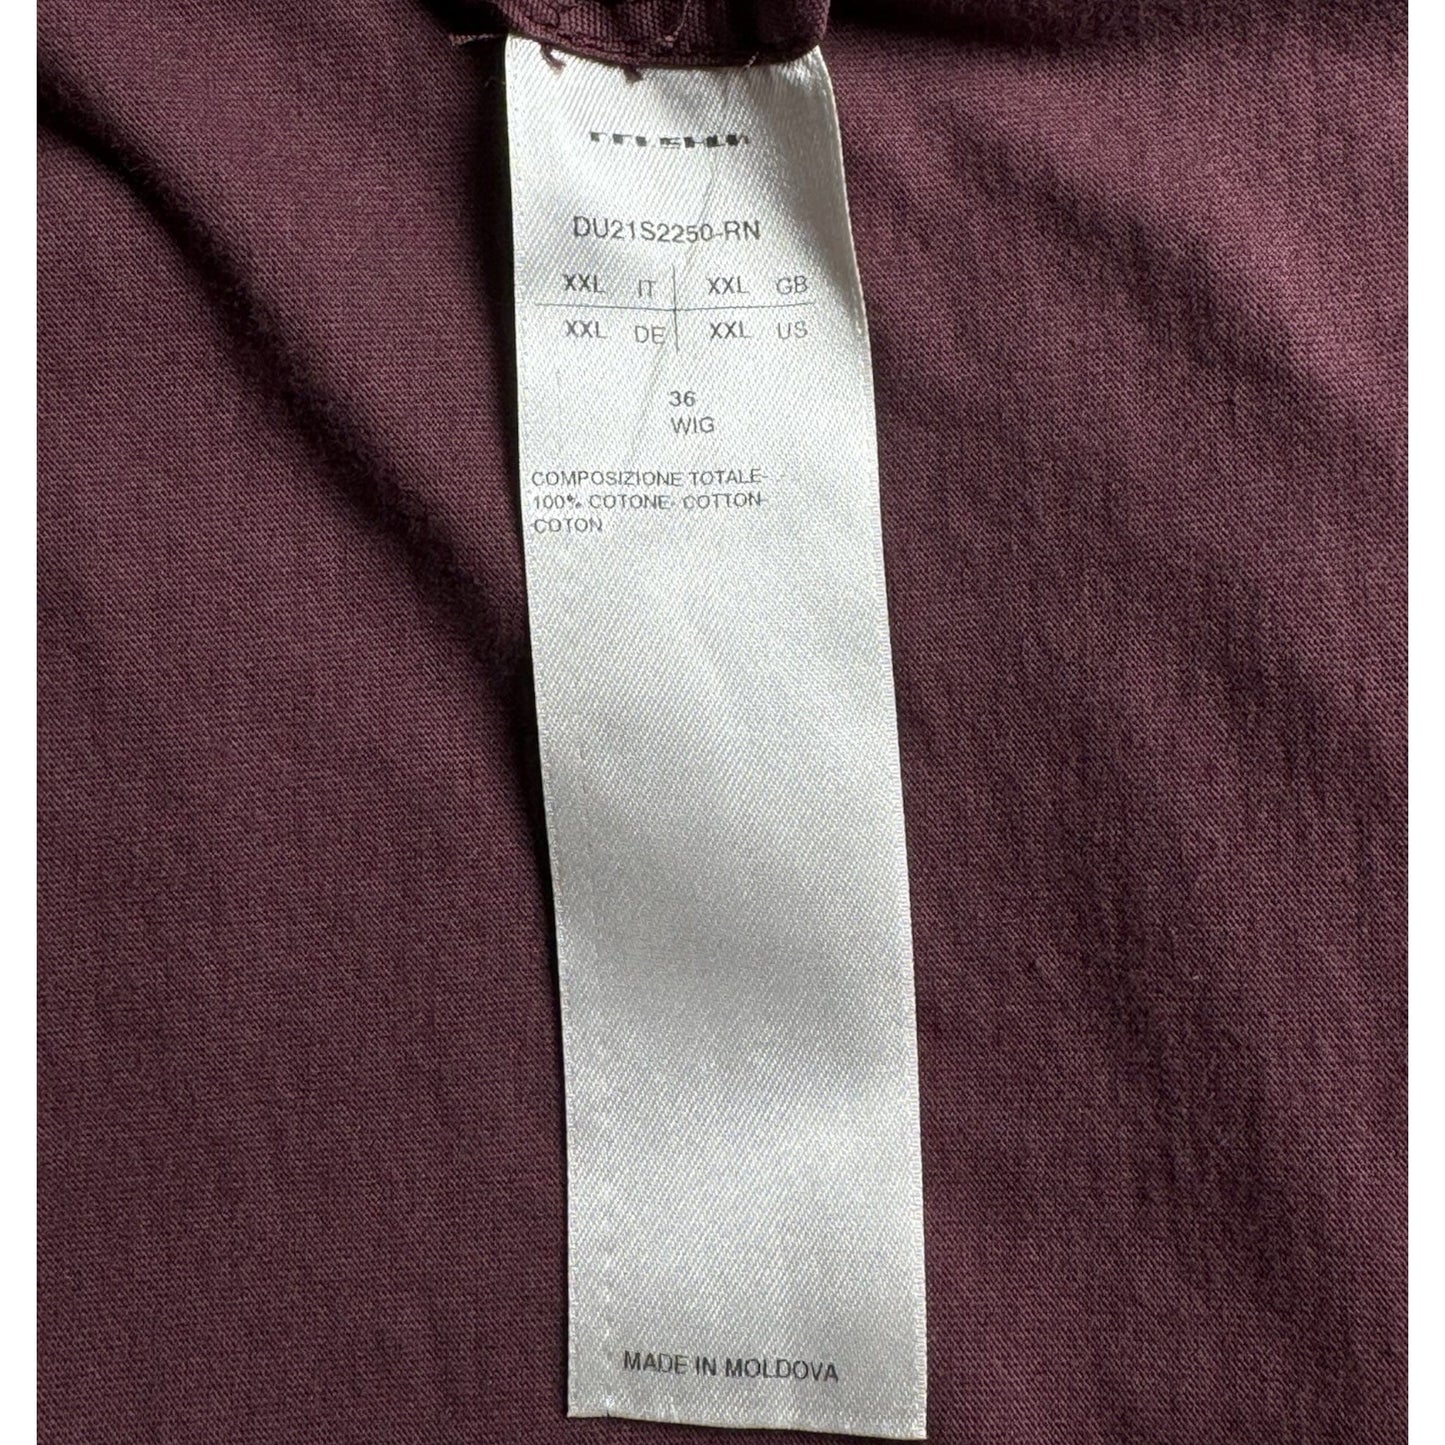 DU21S2250-RN
XXL IT XXL GB
XXL DE XXL US
36
WIG
COMPOSIZIONE TOTALE-
100% COTONE- COTTON-
COTON
MADE IN MOLDOVA